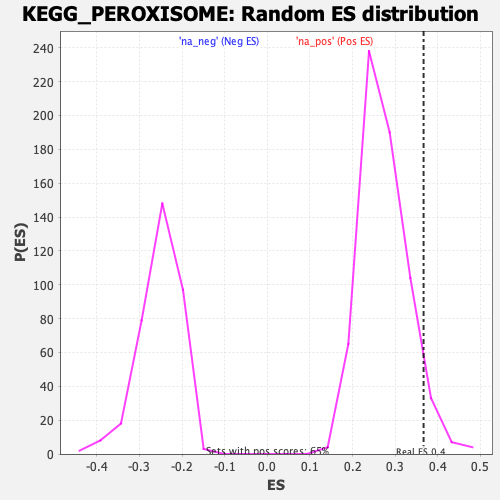 KEGG_PEROXISOME: Random ES distribution
'na_neg' (Neg ES) 'na_pos' (Pos ES)
240
220
200
180
160
140
120
100
80
60
40
20
0
P(ES)
Sets with pos scores: 65%
Real ES 0.4
-0.4 -0.3 -0.2 -0.1 0.0 0.1 0.2 0.3 0.4 0.5
ES